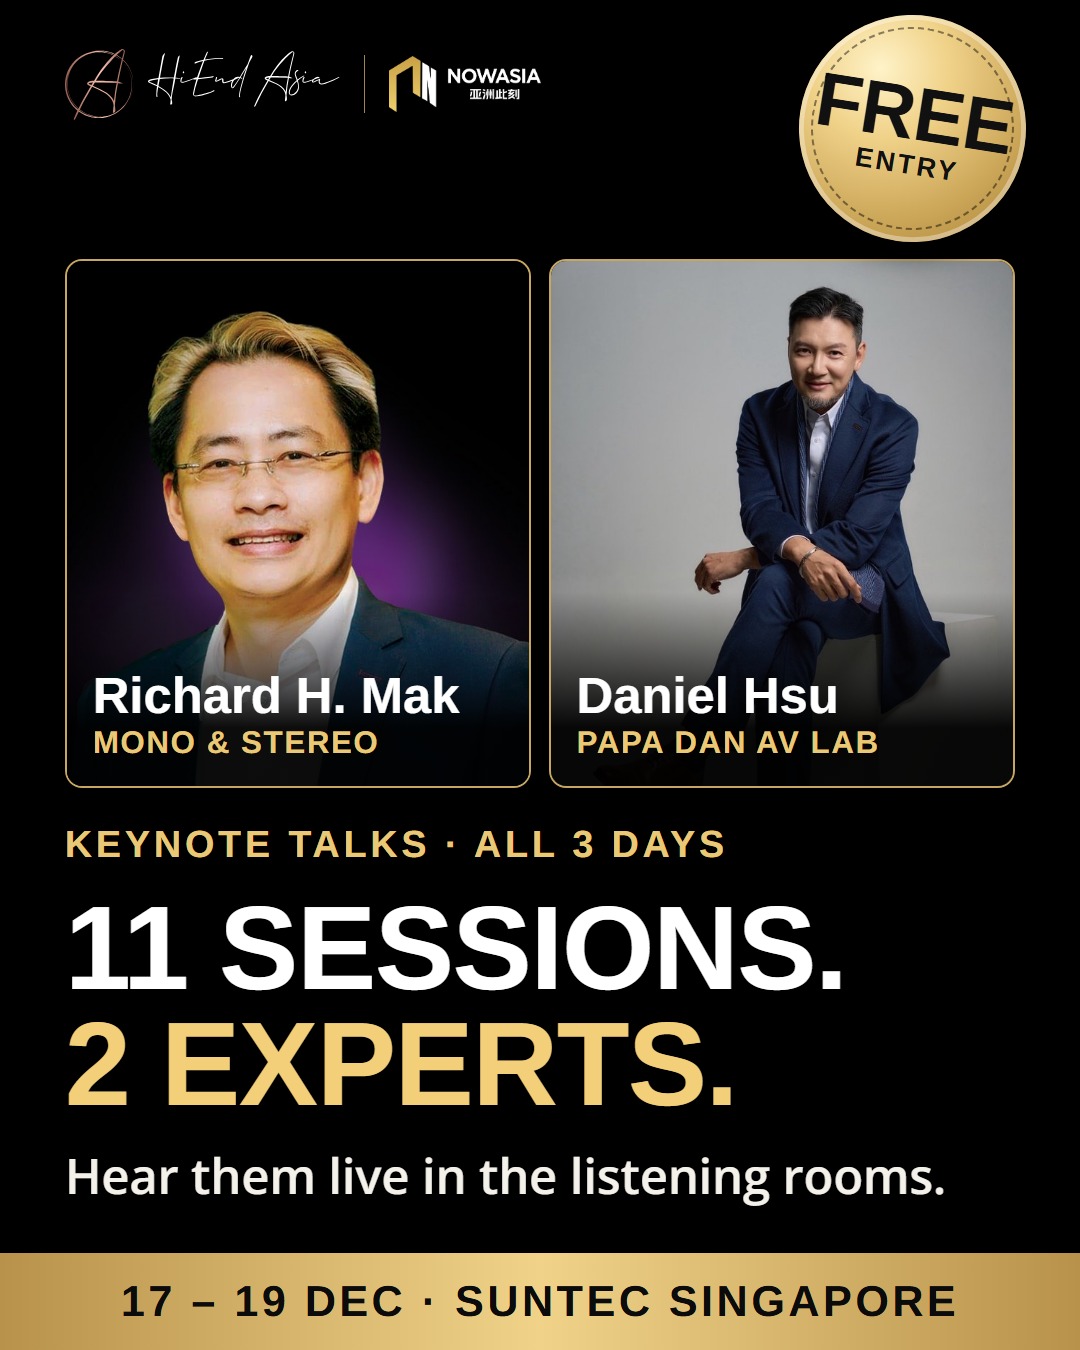 HiEnd Asia
NOWASIA
亚洲此刻
FREE
ENTRY
Richard H. Mak
MONO & STEREO
Daniel Hsu
PAPA DAN AV LAB
KEYNOTE TALKS · ALL 3 DAYS
11 SESSIONS.
2 EXPERTS.
Hear them live in the listening rooms.
17 – 19 DEC · SUNTEC SINGAPORE